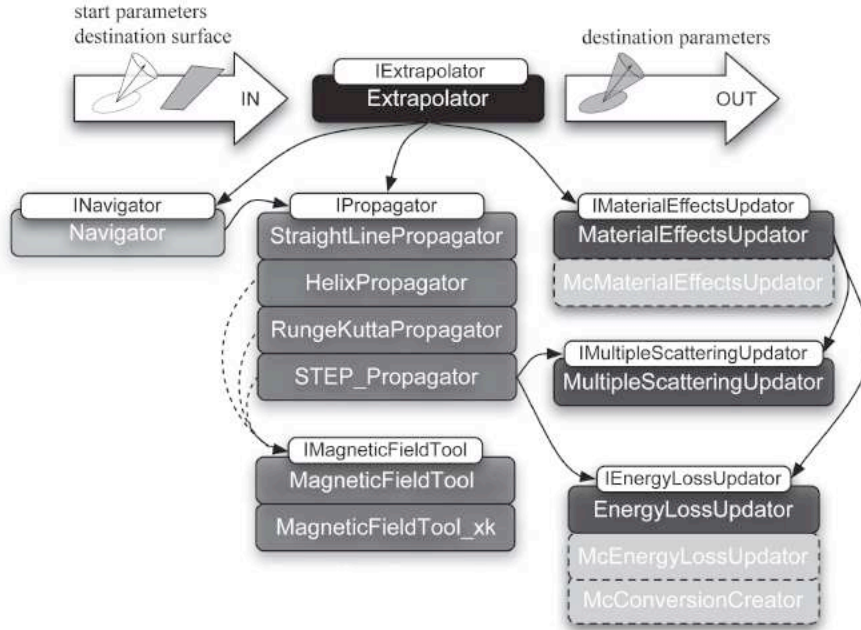 start parameters
destination surface
IN
IExtrapolator
Extrapolator
destination parameters
OUT
INavigator
Navigator
IPropagator
StraightLinePropagator
HelixPropagator
RungeKuttaPropagator
STEP_Propagator
IMaterialEffectsUpdator
MaterialEffectsUpdator
McMaterialEffectsUpdator
IMultipleScatteringUpdator
MultipleScatteringUpdator
IMagneticFieldTool
MagneticFieldTool
MagneticFieldTool_xk
IEnergyLossUpdator
EnergyLossUpdator
McEnergyLossUpdator
McConversionCreator